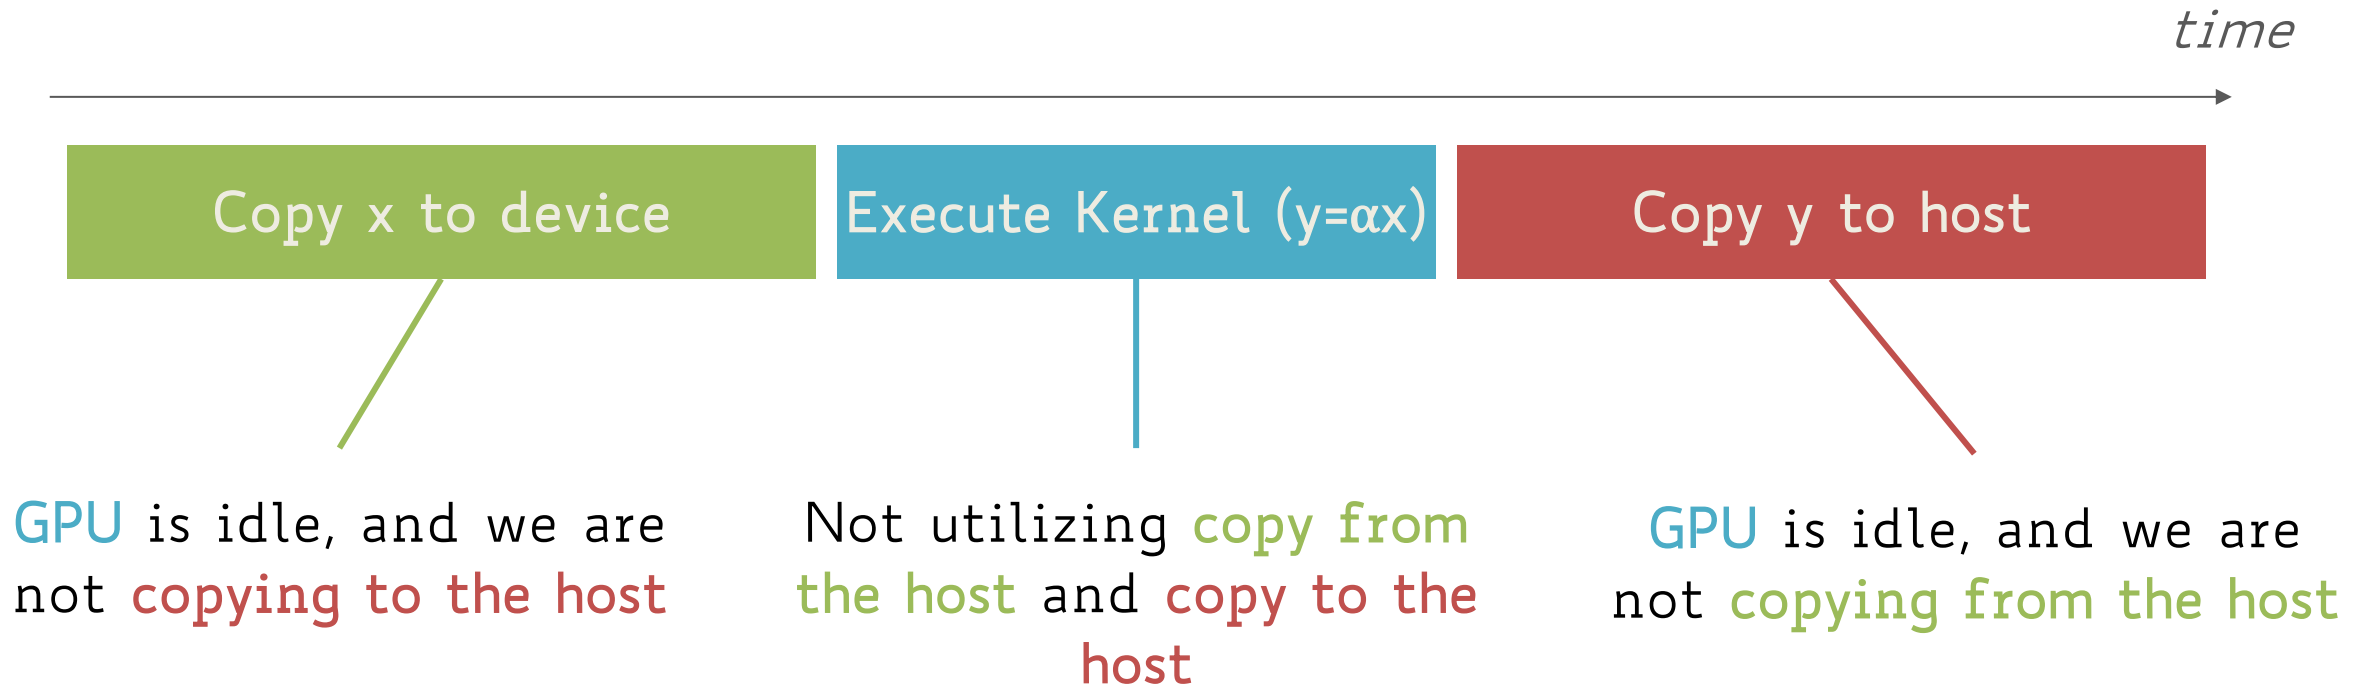 time
Copy x to device
Execute Kernel (y=αx)
Copy y to host
GPU is idle, and we are
not copying to the host
Not utilizing copy from
the host and copy to the
host
GPU is idle, and we are
not copying from the host